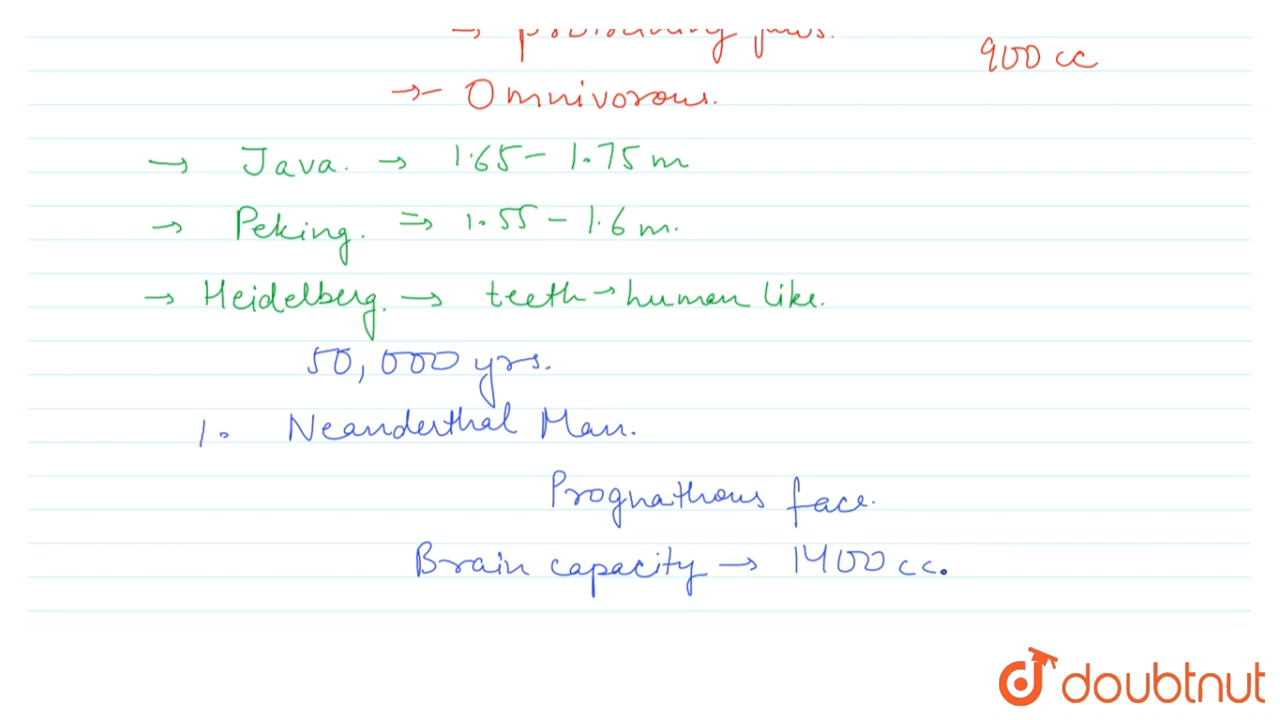 900 cc
→ Omnivorous.
→ Java. → 1.65 - 1.75 m
→ Peking. ⇒ 1.55 - 1.6 m.
→ Heidelberg. → teeth → human like.
50,000 yrs.
1. Neanderthal Man.
Prognathous face.
Brain capacity → 1400 cc.
doubtnut